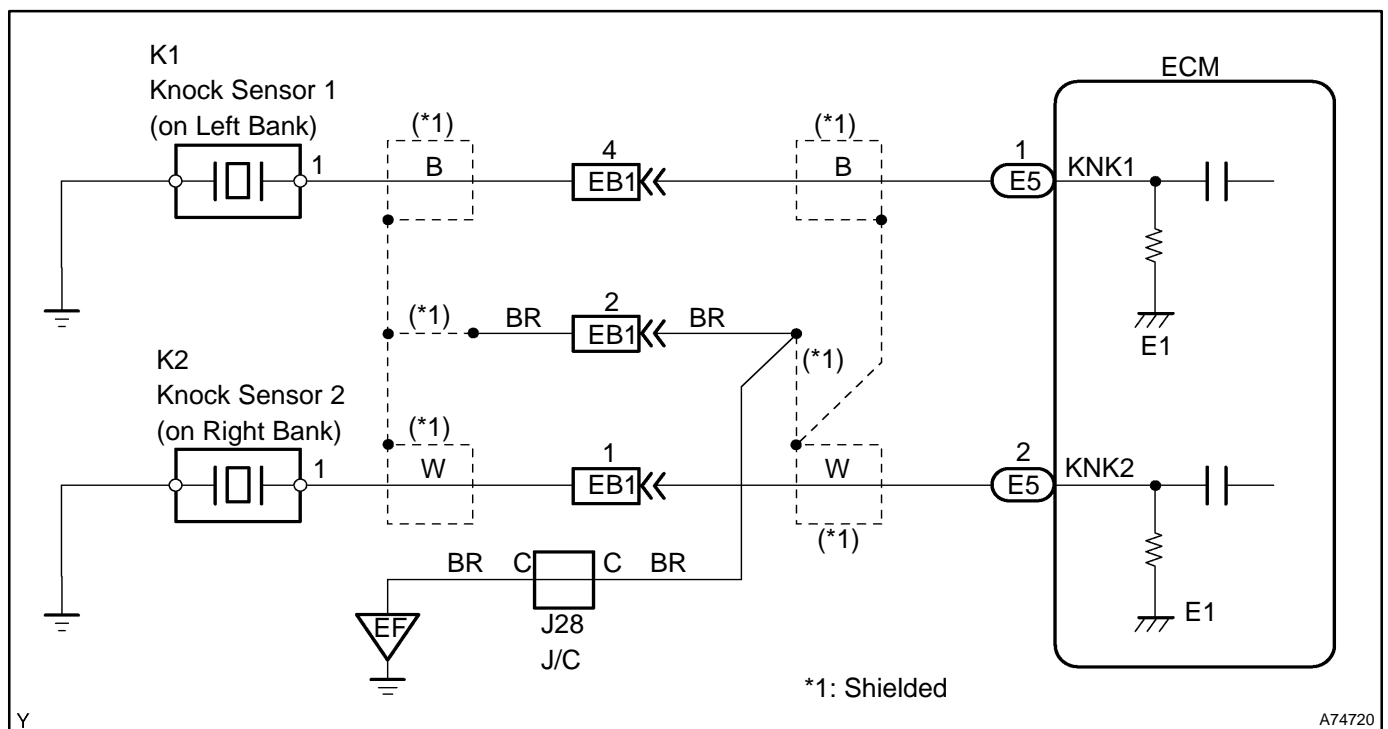 K1
Knock Sensor 1
(on Left Bank)
1
(*1)
B
4
EB1
(*1)
B
1
E5
ECM
KNK1
E1
(*1)
BR
2
EB1
BR
(*1)
K2
Knock Sensor 2
(on Right Bank)
1
(*1)
W
1
EB1
W
(*1)
2
E5
KNK2
E1
BR
C
C
BR
J28
J/C
EF
*1: Shielded
Y
A74720